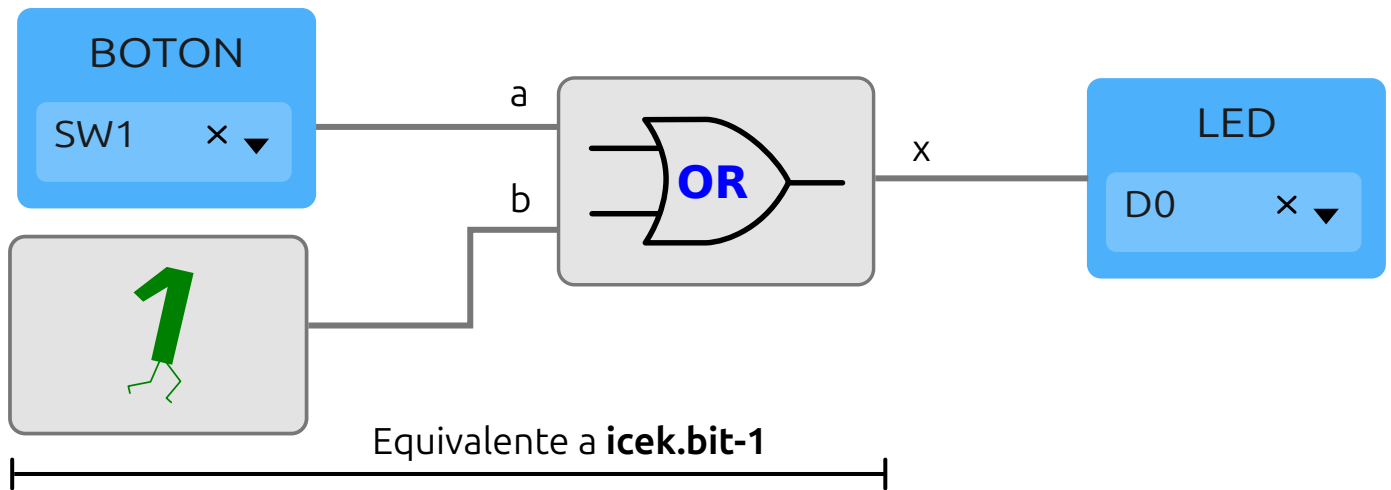 BOTON
SW1 ×
a
b
1
OR
x
LED
D0 ×
Equivalente a icek.bit-1